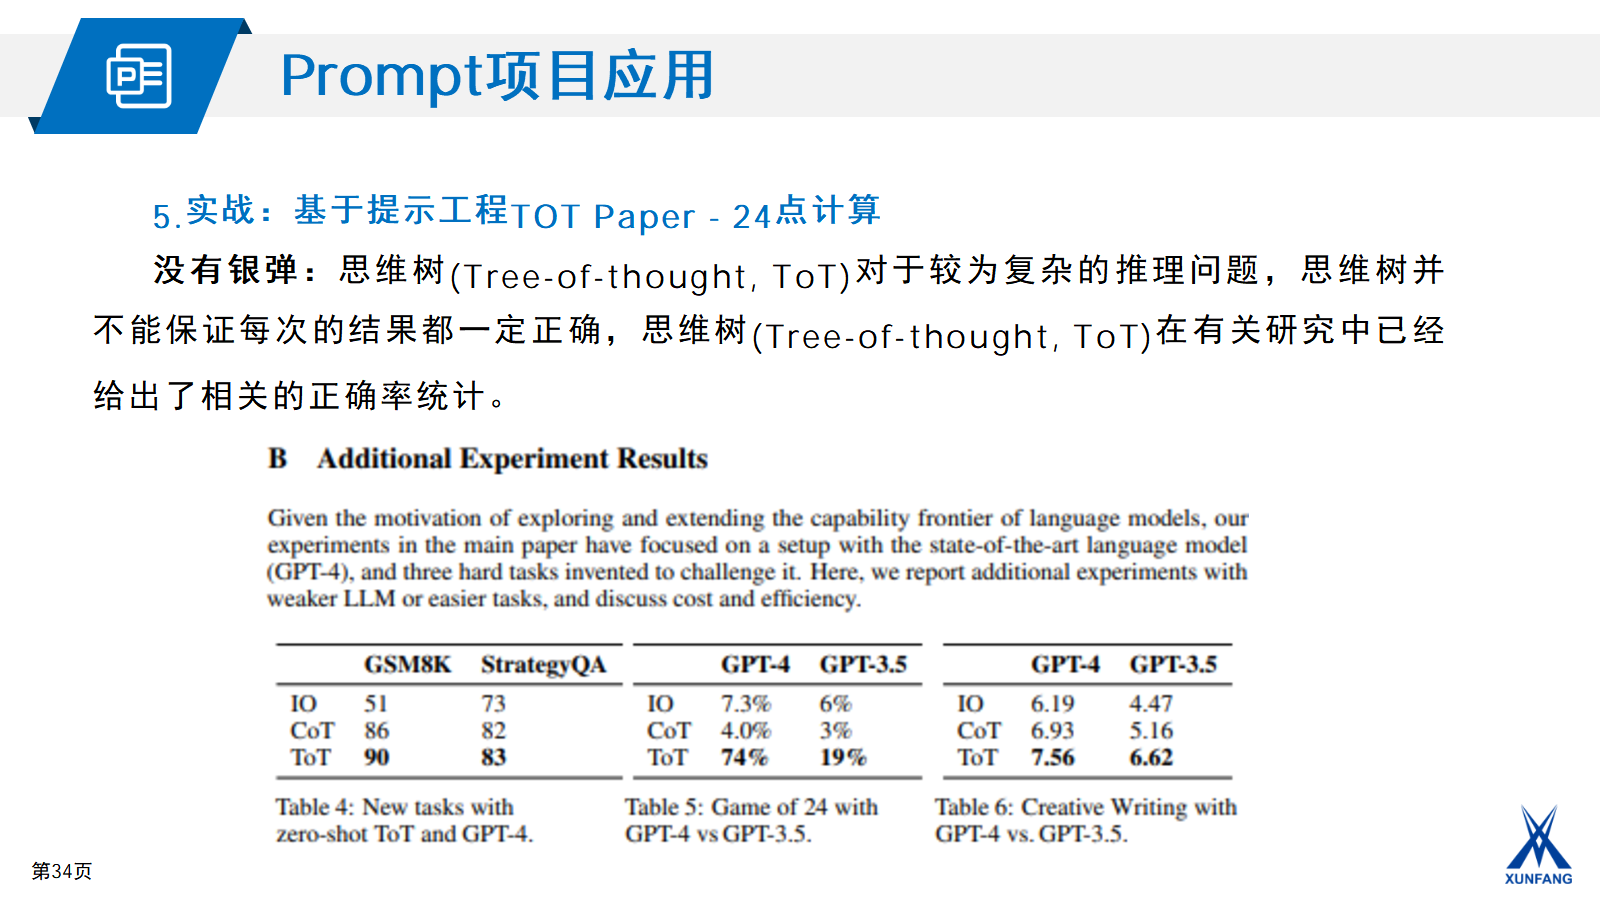 Prompt项目应用
5.实战：基于提示工程TOT Paper - 24点计算
没有银弹：思维树(Tree-of-thought, ToT)对于较为复杂的推理问题，思维树并
不能保证每次的结果都一定正确，思维树(Tree-of-thought, ToT)在有关研究中已经
给出了相关的正确率统计。
B Additional Experiment Results
Given the motivation of exploring and extending the capability frontier of language models, our
experiments in the main paper have focused on a setup with the state-of-the-art language model
(GPT-4), and three hard tasks invented to challenge it. Here, we report additional experiments with
weaker LLM or easier tasks, and discuss cost and efficiency.
GSM8K StrategyQA
IO 51 73
CoT 86 82
ToT 90 83
Table 4: New tasks with
zero-shot ToT and GPT-4.
GPT-4 GPT-3.5
IO 7.3% 6%
CoT 4.0% 3%
ToT 74% 19%
Table 5: Game of 24 with
GPT-4 vs GPT-3.5.
GPT-4 GPT-3.5
IO 6.19 4.47
CoT 6.93 5.16
ToT 7.56 6.62
Table 6: Creative Writing with
GPT-4 vs. GPT-3.5.
第34页
XUNFANG